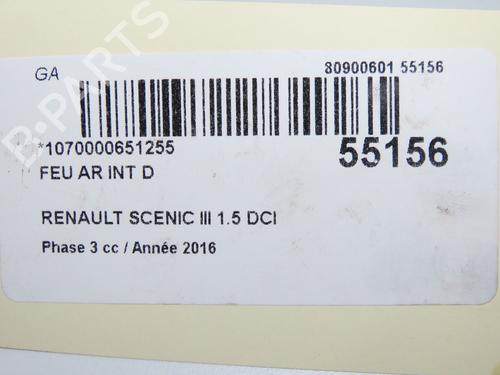 GA
80900601 55156
*1070000651255
55156
FEU AR INT D
RENAULT SCENIC III 1.5 DCI
Phase 3 cc / Année 2016
B-PARTS